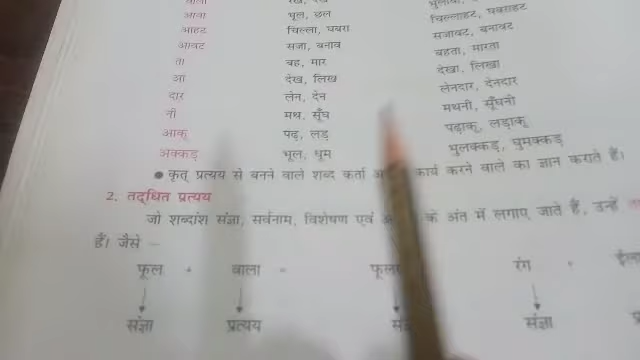 वाला
आवा भूल, छल
आहट चिल्ला, घबरा चिल्लाहट, घबराहट
आवट सजा, बनाव सजावट, बनावट
ता बह, मार बहता, मारता
आ देख, लिख देखा, लिखा
दार लेन, देन लेनदार, देनदार
नी मथ, सूँघ मथनी, सूँघनी
आकू पढ़, लड़ पढ़ाकू, लड़ाकू
अक्कड़ भूल, घूम भुलक्कड़, घुमक्कड़
● कृत् प्रत्यय से बनने वाले शब्द कर्ता कार्य करने वाले का ज्ञान कराते हैं।
2. तद्धित प्रत्यय
जो शब्दांश संज्ञा, सर्वनाम, विशेषण एवं के अंत में लगाए जाते हैं, उन्हें
हैं। जैसे –
फूल + वाला = रंग +
संज्ञा प्रत्यय संज्ञा